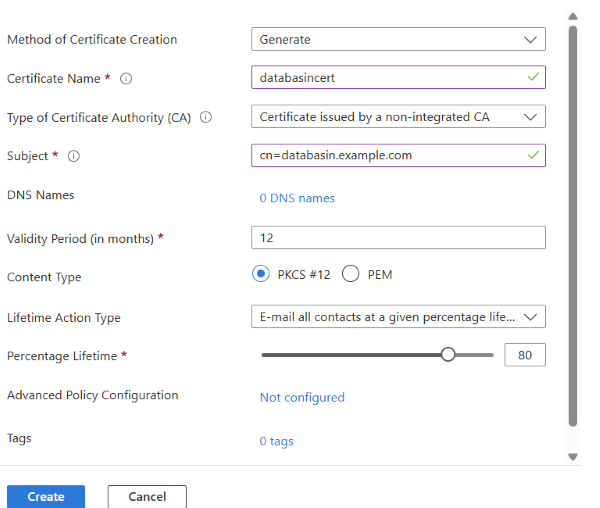 Method of Certificate Creation Generate
Certificate Name * databasincert
Type of Certificate Authority (CA) Certificate issued by a non-integrated CA
Subject * cn=databasin.example.com
DNS Names 0 DNS names
Validity Period (in months) * 12
Content Type PKCS #12 PEM
Lifetime Action Type E-mail all contacts at a given percentage life...
Percentage Lifetime * 80
Advanced Policy Configuration Not configured
Tags 0 tags
Create Cancel